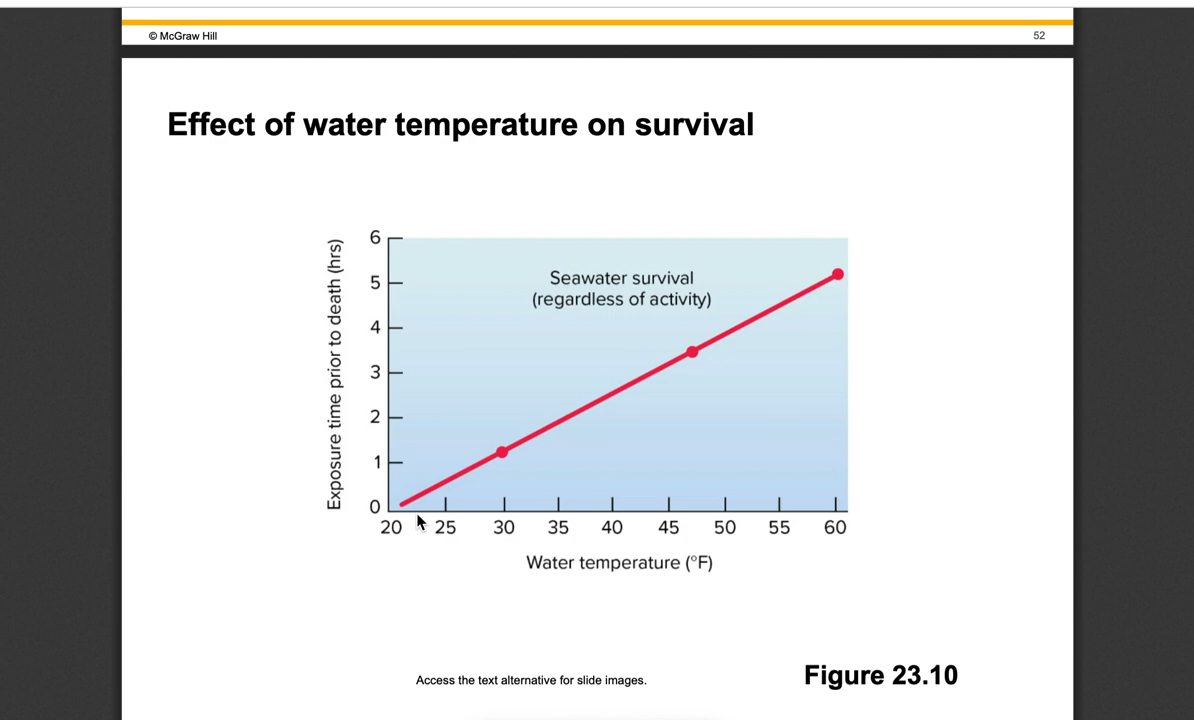 © McGraw Hill
52
Effect of water temperature on survival
Exposure time prior to death (hrs)
6
5
4
3
2
1
0
Seawater survival
(regardless of activity)
20 25 30 35 40 45 50 55 60
Water temperature (°F)
Access the text alternative for slide images.
Figure 23.10